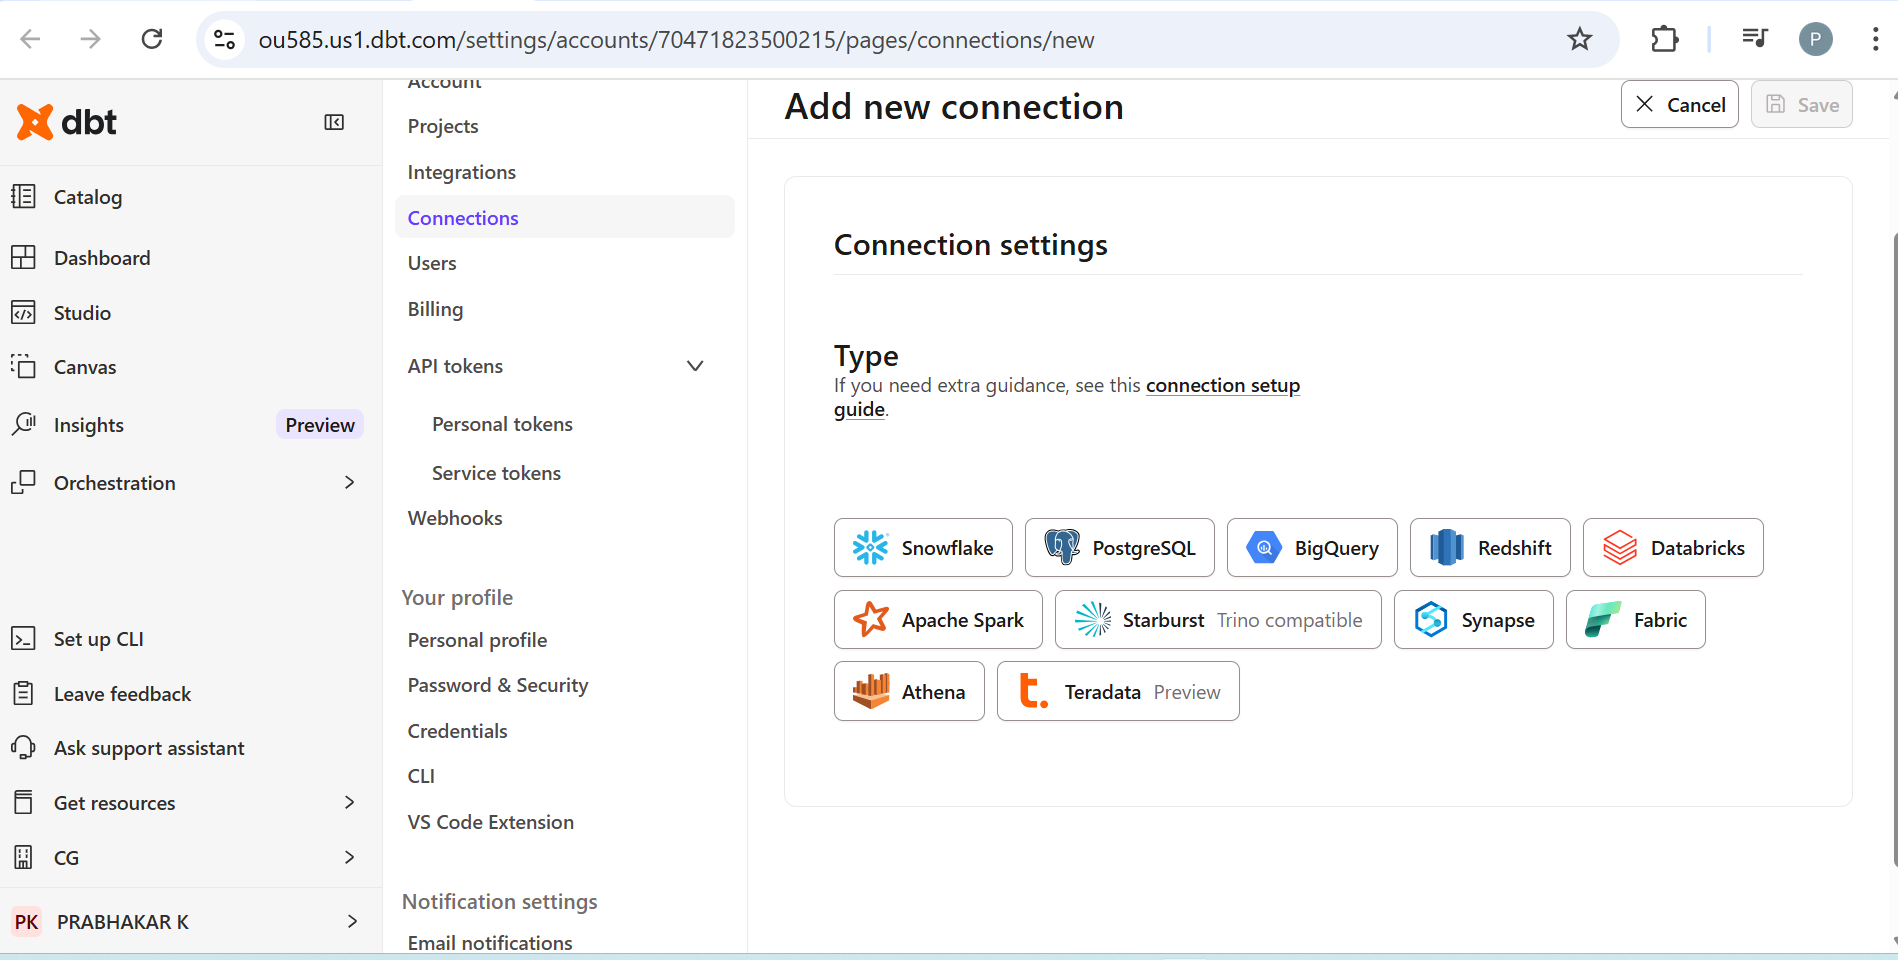 ou585.us1.dbt.com/settings/accounts/70471823500215/pages/connections/new
P
dbt
Catalog
Dashboard
Studio
Canvas
Insights Preview
Orchestration
Set up CLI
Leave feedback
Ask support assistant
Get resources
CG
PK PRABHAKAR K
Account
Projects
Integrations
Connections
Users
Billing
API tokens
Personal tokens
Service tokens
Webhooks
Your profile
Personal profile
Password & Security
Credentials
CLI
VS Code Extension
Notification settings
Email notifications
Add new connection
Cancel
Save
Connection settings
Type
If you need extra guidance, see this connection setup
guide.
Snowflake PostgreSQL BigQuery Redshift Databricks
Apache Spark Starburst Trino compatible Synapse Fabric
Athena t. Teradata Preview